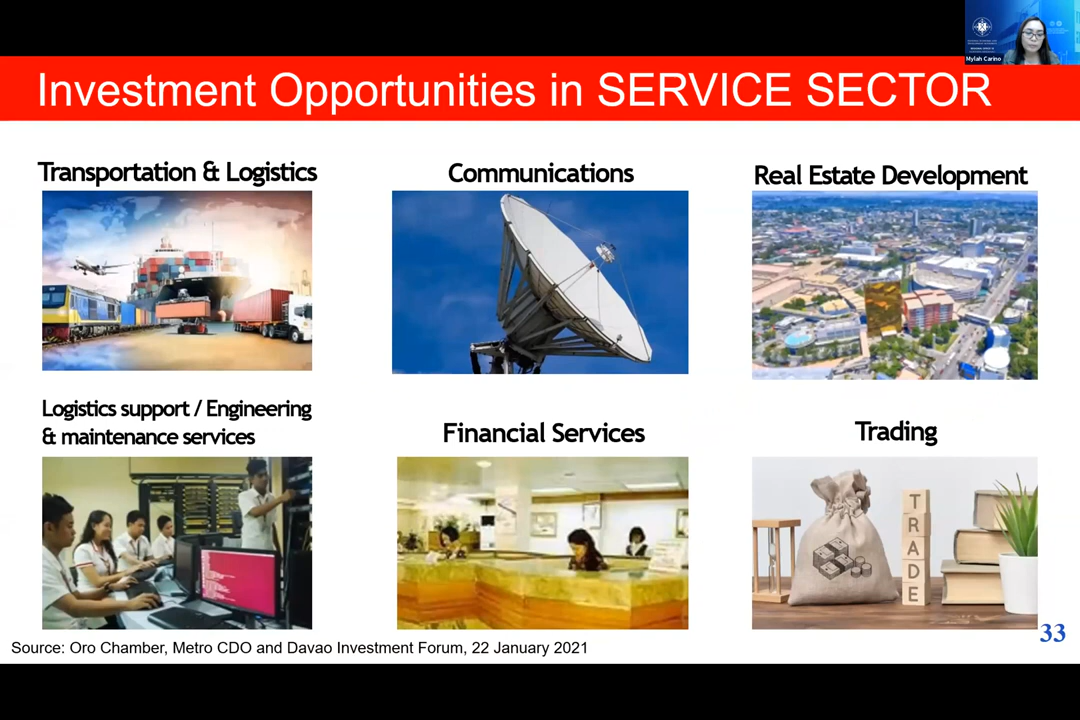 Mylah Carino
Investment Opportunities in SERVICE SECTOR
Transportation & Logistics
Communications
Real Estate Development
Logistics support / Engineering
& maintenance services
Financial Services
Trading
TRADE
33
Source: Oro Chamber, Metro CDO and Davao Investment Forum, 22 January 2021